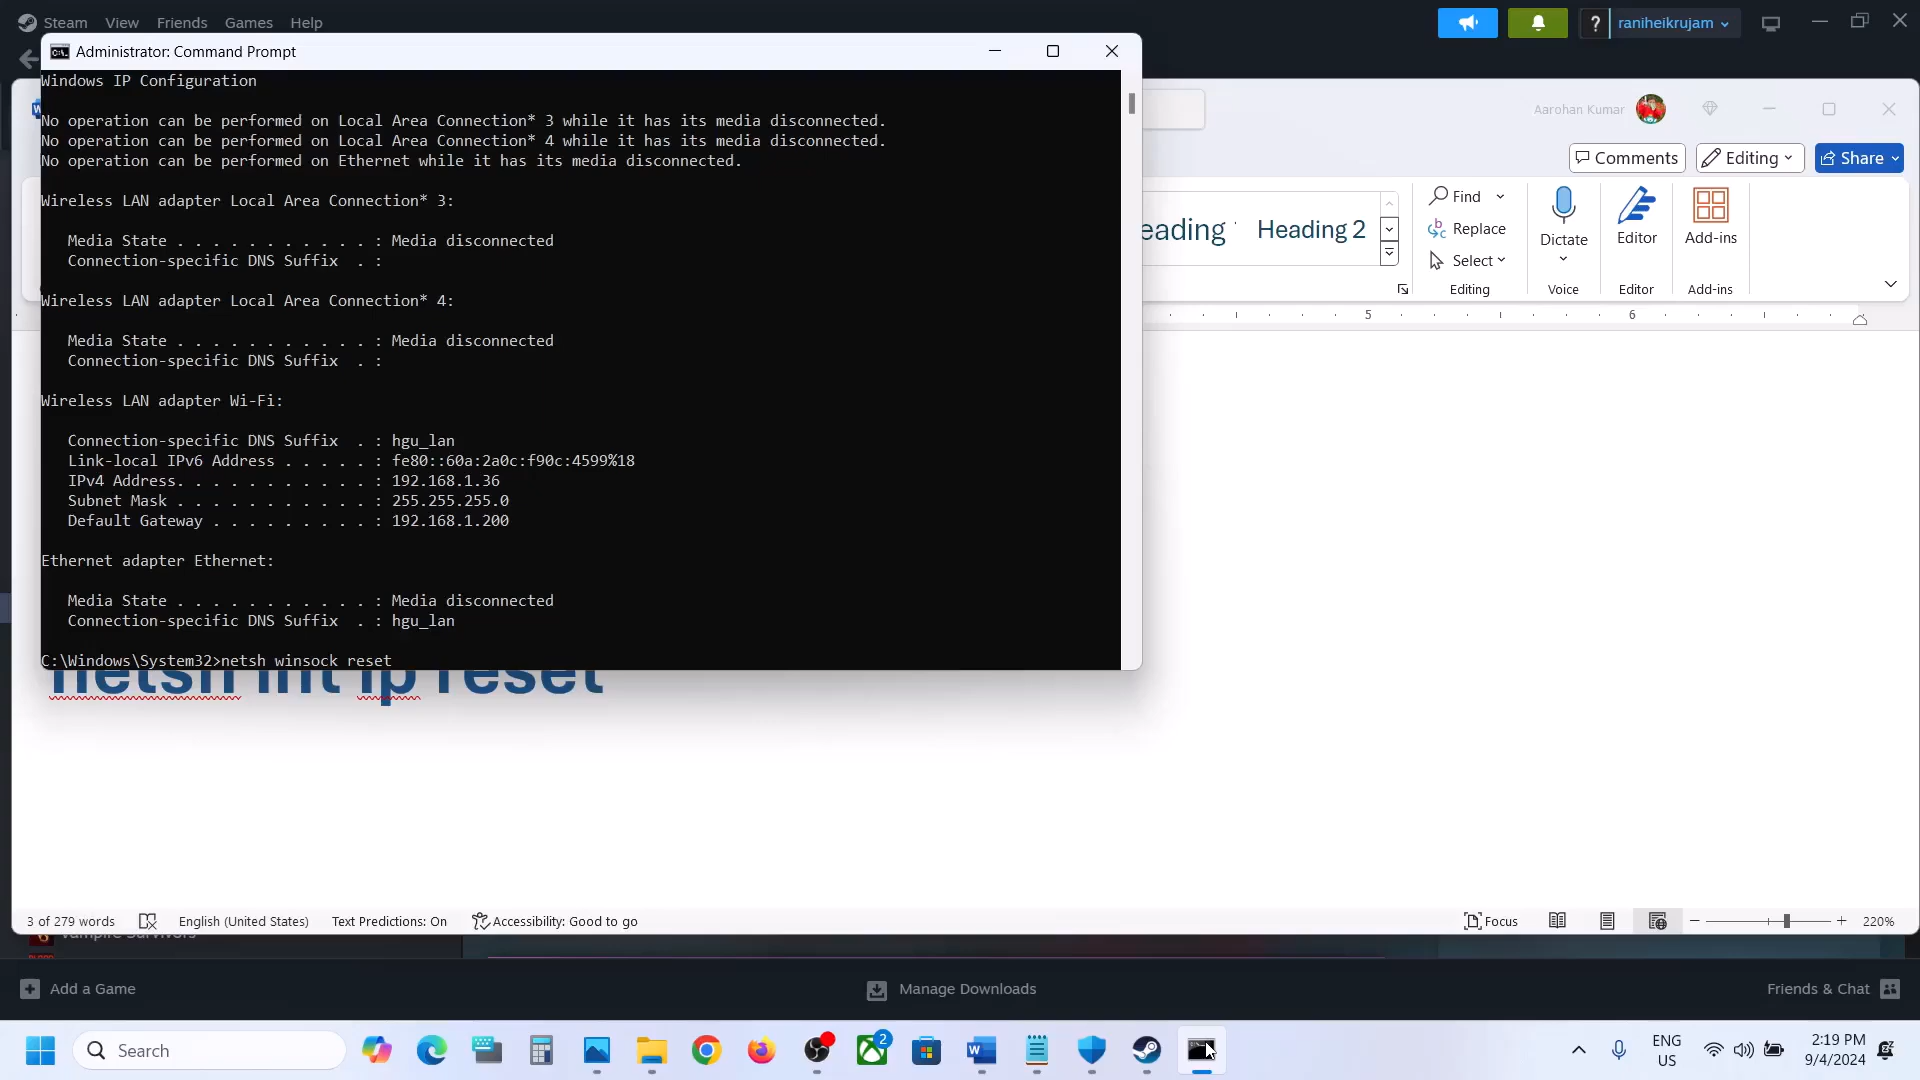 Steam View Friends Games Help
raniheikrujam
Administrator: Command Prompt
Windows IP Configuration
No operation can be performed on Local Area Connection* 3 while it has its media disconnected.
No operation can be performed on Local Area Connection* 4 while it has its media disconnected.
No operation can be performed on Ethernet while it has its media disconnected.
Wireless LAN adapter Local Area Connection* 3:
Media State . . . . . . . . . . . : Media disconnected
Connection-specific DNS Suffix . :
Wireless LAN adapter Local Area Connection* 4:
Media State . . . . . . . . . . . : Media disconnected
Connection-specific DNS Suffix . :
Wireless LAN adapter Wi-Fi:
Connection-specific DNS Suffix . : hgu_lan
Link-local IPv6 Address . . . . . : fe80::60a:2a0c:f90c:4599%18
IPv4 Address. . . . . . . . . . . : 192.168.1.36
Subnet Mask . . . . . . . . . . . : 255.255.255.0
Default Gateway . . . . . . . . . : 192.168.1.200
Ethernet adapter Ethernet:
Media State . . . . . . . . . . . : Media disconnected
Connection-specific DNS Suffix . : hgu_lan
C:\Windows\System32>netsh winsock reset
Aarohan Kumar
Comments Editing Share
Heading 2
Find
Replace
Select
Dictate
Editor
Add-ins
Editing Voice Editor Add-ins
5 6
netsh int ip reset
3 of 279 words English (United States) Text Predictions: On Accessibility: Good to go Focus 220%
Vampire Survivors
Add a Game Manage Downloads Friends & Chat
Search
2
ENG
US
2:19 PM
9/4/2024